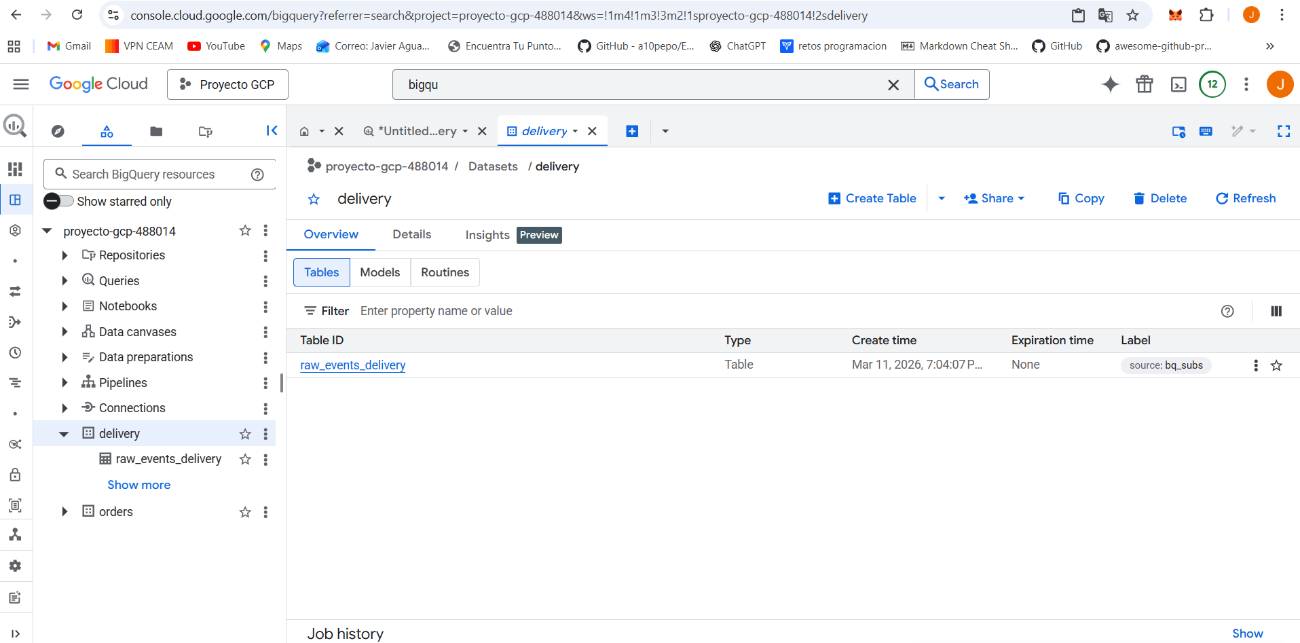 console.cloud.google.com/bigquery?referrer=search&project=proyecto-gcp-488014&ws=!1m4!1m3!3m2!1sproyecto-gcp-488014!2sdelivery
Gmail VPN CEAM YouTube Maps Correo: Javier Agua... Encuentra Tu Punto... GitHub - a10pepo/E... ChatGPT retos programacion Markdown Cheat Sh... GitHub awesome-github-pr... »
Google Cloud Proyecto GCP bigqu Search 12 J
*Untitled...ery delivery
Search BigQuery resources
Show starred only
proyecto-gcp-488014
Repositories
Queries
Notebooks
Data canvases
Data preparations
Pipelines
Connections
delivery
raw_events_delivery
Show more
orders
proyecto-gcp-488014 / Datasets / delivery
delivery Create Table Share Copy Delete Refresh
Overview Details Insights Preview
Tables Models Routines
Filter Enter property name or value
Table ID Type Create time Expiration time Label
raw_events_delivery Table Mar 11, 2026, 7:04:07 P... None source: bq_subs
Job history Show